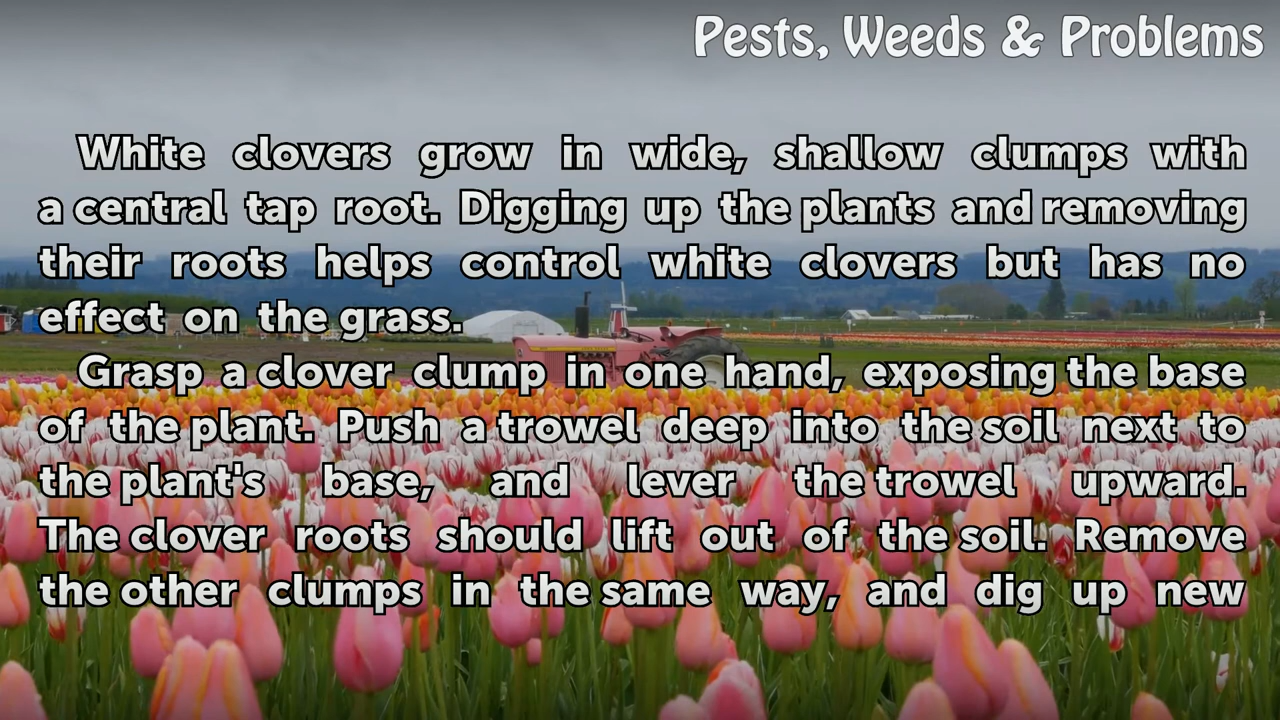 Pests, Weeds & Problems
White clovers grow in wide, shallow clumps with
a central tap root. Digging up the plants and removing
their roots helps control white clovers but has no
effect on the grass.
Grasp a clover clump in one hand, exposing the base
of the plant. Push a trowel deep into the soil next to
the plant's base, and lever the trowel upward.
The clover roots should lift out of the soil. Remove
the other clumps in the same way, and dig up new